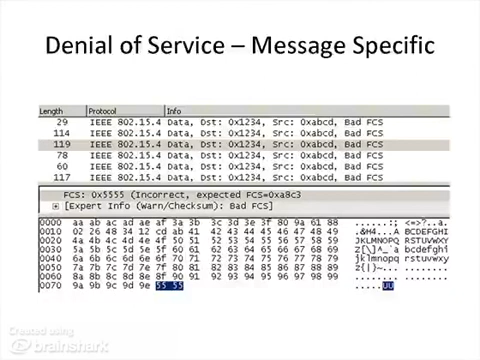 Denial of Service – Message Specific
Length Protocol Info
29 IEEE 802.15.4 Data, Dst: 0x1234, Src: 0xabcd, Bad FCS
114 IEEE 802.15.4 Data, Dst: 0x1234, Src: 0xabcd, Bad FCS
119 IEEE 802.15.4 Data, Dst: 0x1234, Src: 0xabcd, Bad FCS
78 IEEE 802.15.4 Data, Dst: 0x1234, Src: 0xabcd, Bad FCS
60 IEEE 802.15.4 Data, Dst: 0x1234, Src: 0xabcd, Bad FCS
117 IEEE 802.15.4 Data, Dst: 0x1234, Src: 0xabcd, Bad FCS
FCS: 0x5555 (Incorrect, expected FCS=0xa8c3
[Expert Info (Warn/Checksum): Bad FCS]
0000 aa ab ac ad ae af 3a 3b 3c 3d 3e 3f 80 9a 61 88 ......:; <=>?..a.
0010 02 26 48 34 12 cd ab 41 42 43 44 45 46 47 48 49 .&H4...A BCDEFGHI
0020 4a 4b 4c 4d 4e 4f 50 51 52 53 54 55 56 57 58 59 JKLMNOPQ RSTUVWXY
0030 5a 5b 5c 5d 5e 5f 60 61 62 63 64 65 66 67 68 69 Z[\]^_`a bcdefghi
0040 6a 6b 6c 6d 6e 6f 70 71 72 73 74 75 76 77 78 79 jklmnopq rstuvwxy
0050 7a 7b 7c 7d 7e 7f 80 81 82 83 84 85 86 87 88 89 z{|}~... ........
0060 8a 8b 8c 8d 8e 8f 90 91 92 93 94 95 96 97 98 99 ........ ........
0070 9a 9b 9c 9d 9e 55 55 .....UU
Created using
brainshark